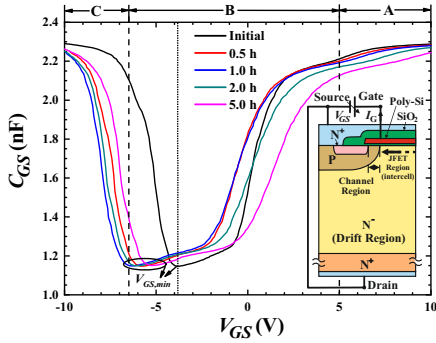 C B A
2.4
2.2
2.0
1.8
1.6
1.4
1.2
1.0
C_GS (nF)
Initial
0.5 h
1.0 h
2.0 h
5.0 h
V_GS,min
Source Gate
V_GS I_G
Poly-Si
SiO₂
N⁺
P
JFET
Region
(intercell)
Channel
Region
N⁻
(Drift Region)
N⁺
Drain
-10 -5 0 5 10
V_GS (V)